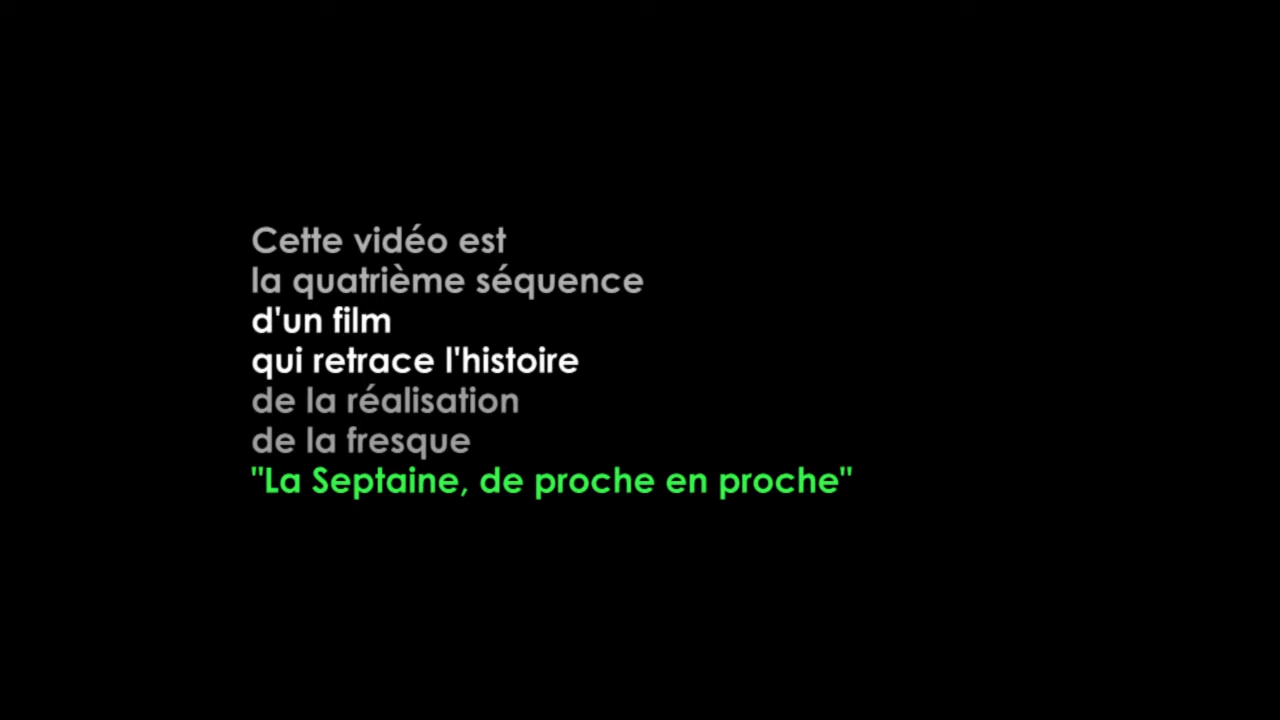 Cette vidéo est
la quatrième séquence
d'un film
qui retrace l'histoire
de la réalisation
de la fresque
"La Septaine, de proche en proche"